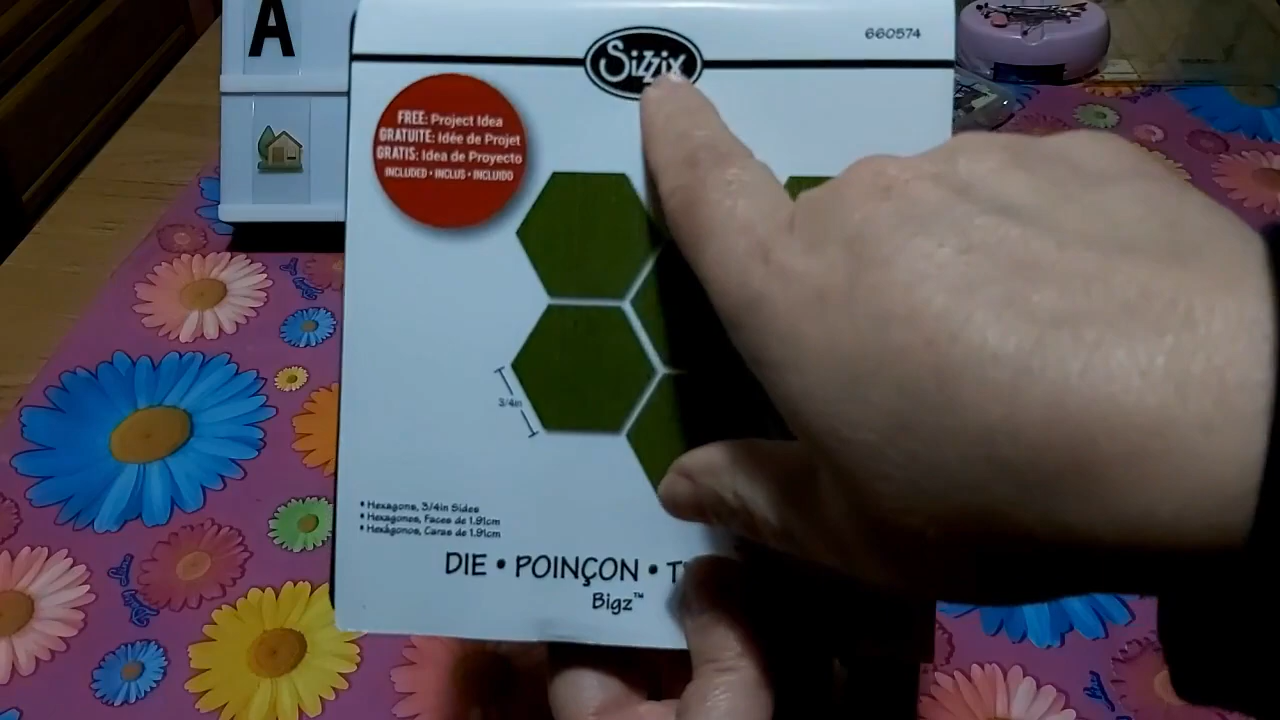 A
Sizzix
660574
FREE: Project Idea
GRATUITE: Idée de Projet
GRATIS: Idea de Proyecto
INCLUDED • INCLUS • INCLUIDO
3/4in
• Hexagons, 3/4in Sides
• Hexagones, Faces de 1.91cm
• Hexágonos, Caras de 1.91cm
DIE • POINÇON • T
Bigz™